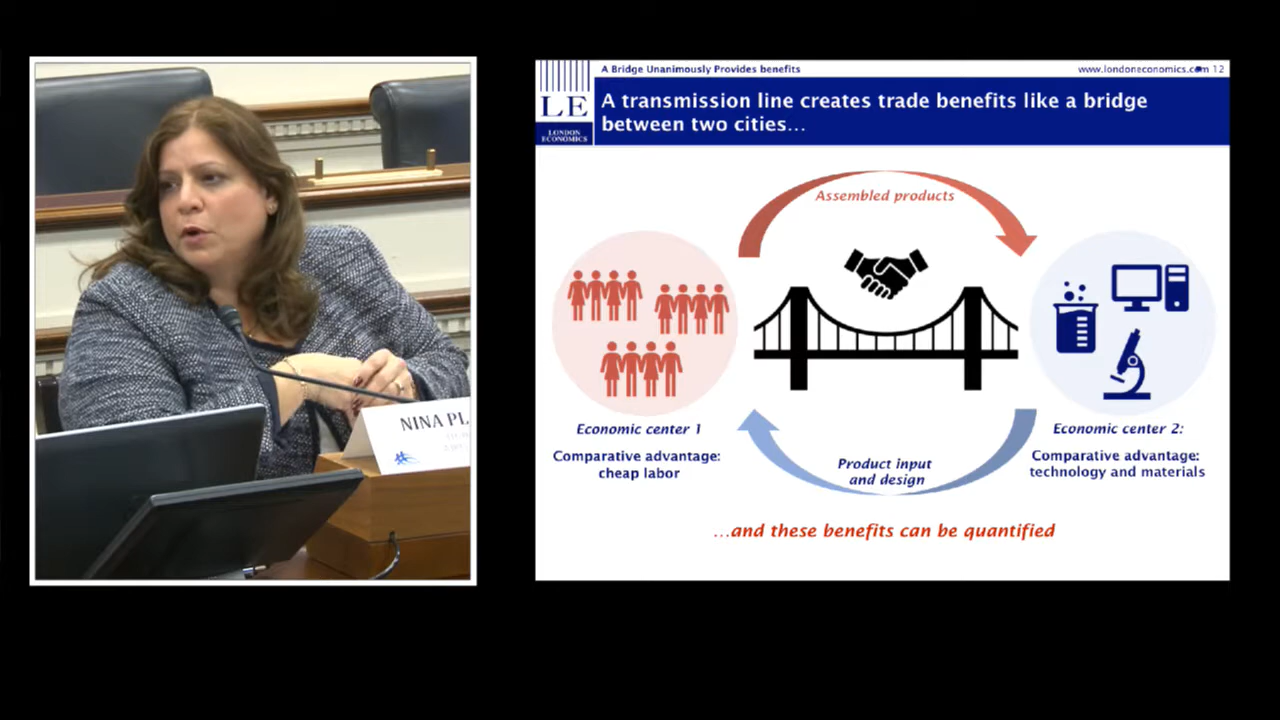 NINA PL
A Bridge Unanimously Provides benefits
www.londoneconomics.com 12
LE
LONDON
ECONOMICS
A transmission line creates trade benefits like a bridge
between two cities...
Assembled products
Economic center 1
Comparative advantage:
cheap labor
Product input
and design
Economic center 2:
Comparative advantage:
technology and materials
...and these benefits can be quantified